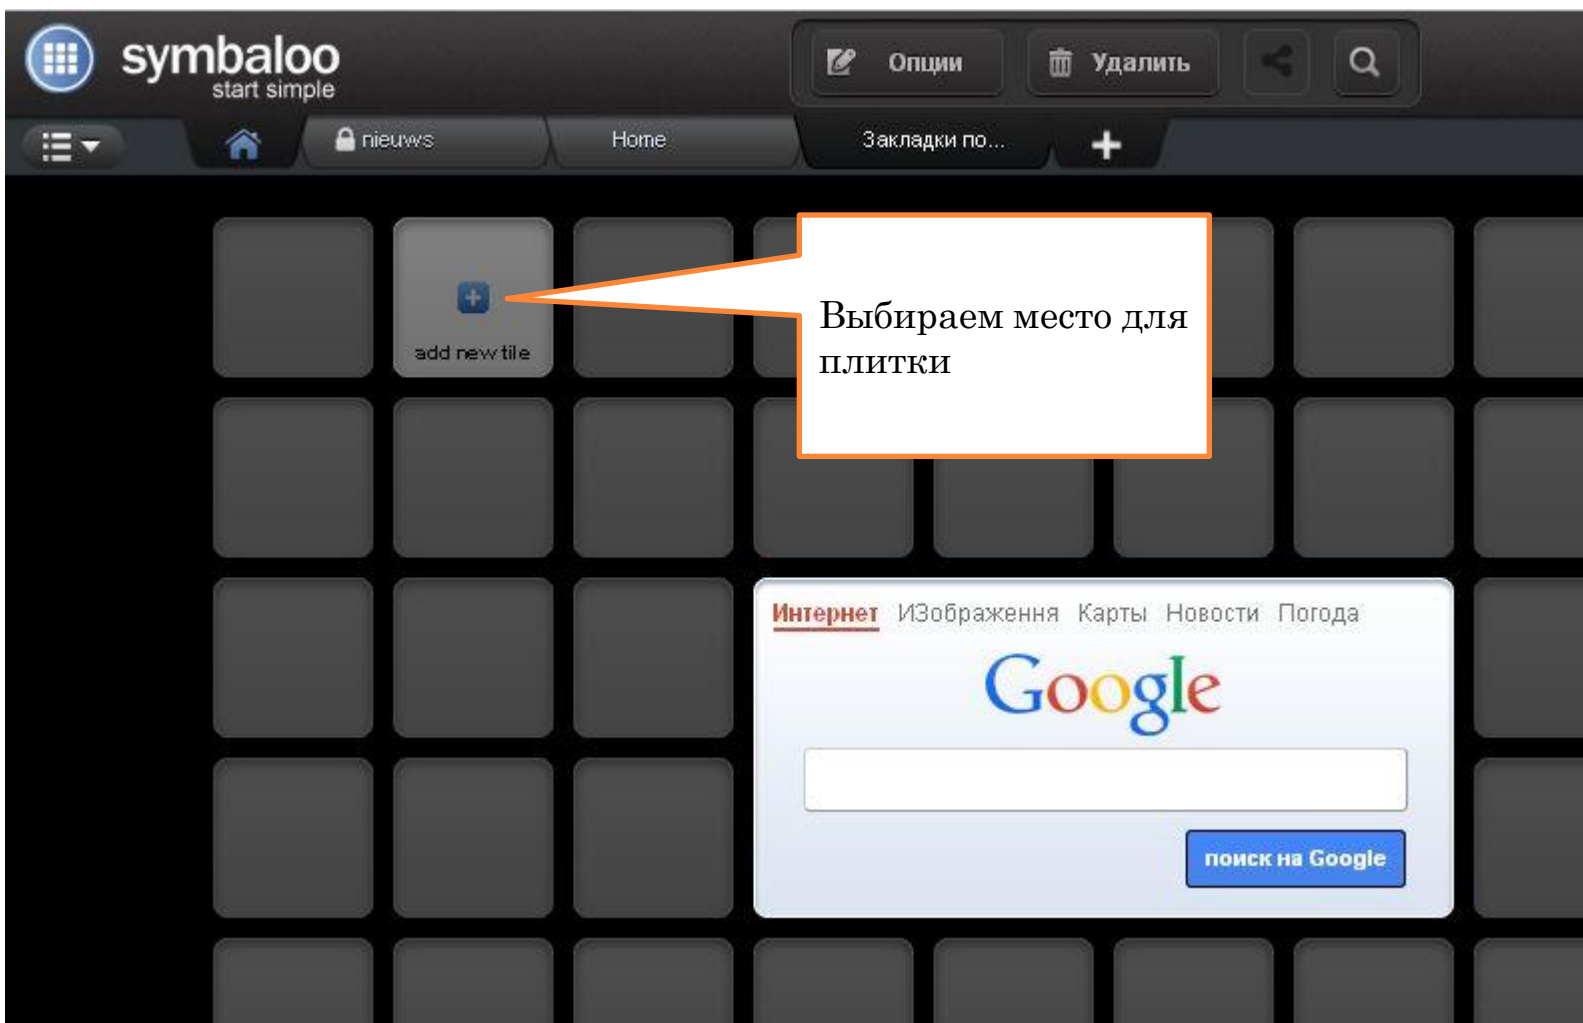 symbaloo
start simple
Опции
Удалить
nieuws
Home
Закладки по...
add new tile
Выбираем место для
плитки
Интернет ИЗображення Карты Новости Погода
Google
поиск на Google